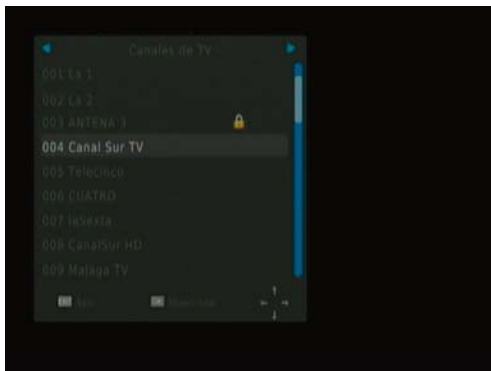 Canales de TV
001 La 1
002 La 2
003 ANTENA 3
004 Canal Sur TV
005 Telecinco
006 CUATRO
007 laSexta
008 CanalSur HD
009 Malaga TV